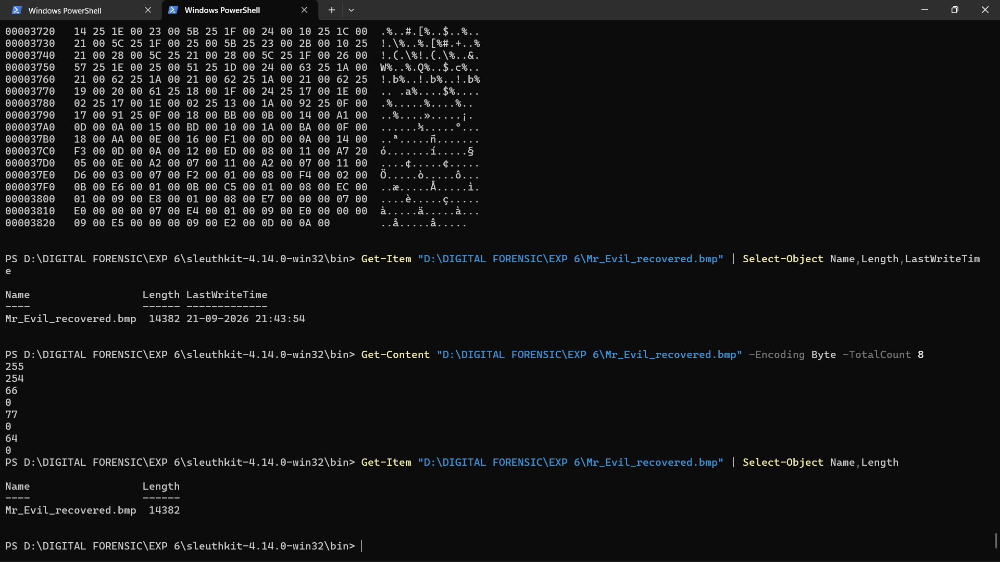 Windows PowerShell
Windows PowerShell
00003720   14 25 1E 00 23 00 5B 25 1F 00 24 00 10 25 1C 00  .%..#.[%..$..%..
00003730   21 00 5C 25 1F 00 25 00 5B 25 23 00 2B 00 10 25  !.\%..%.[%#.+..%
00003740   21 00 28 00 5C 25 21 00 28 00 5C 25 1F 00 26 00  !.(.\%!.(.\%..&.
00003750   57 25 1E 00 25 00 51 25 1D 00 24 00 63 25 1A 00  W%..%.Q%..$.c%..
00003760   21 00 62 25 1A 00 21 00 62 25 1A 00 21 00 62 25  !.b%..!.b%..!.b%
00003770   19 00 20 00 61 25 18 00 1F 00 24 25 17 00 1E 00  .. .a%....$%....
00003780   02 25 17 00 1E 00 02 25 13 00 1A 00 92 25 0F 00  .%.....%....%..
00003790   17 00 91 25 0F 00 18 00 BB 00 0B 00 14 00 A1 00  ..%....».....¡.
000037A0   0D 00 0A 00 15 00 BD 00 10 00 1A 00 BA 00 0F 00  ......½.....º...
000037B0   18 00 AA 00 0E 00 16 00 F1 00 0D 00 0A 00 14 00  ..ª.....ñ.......
000037C0   F3 00 0D 00 0A 00 12 00 ED 00 08 00 11 00 A7 20  ó.......í.....§
000037D0   05 00 0E 00 A2 00 07 00 11 00 A2 00 07 00 11 00  ....¢.....¢.....
000037E0   D6 00 03 00 07 00 F2 00 01 00 08 00 F4 00 02 00  Ö.....ò.....ô...
000037F0   0B 00 E6 00 01 00 0B 00 C5 00 01 00 08 00 EC 00  ..æ.....Å.....ì.
00003800   01 00 09 00 E8 00 01 00 08 00 E7 00 00 00 07 00  ....è.....ç.....
00003810   E0 00 00 00 07 00 E4 00 01 00 09 00 E0 00 00 00  à.....ä.....à...
00003820   09 00 E5 00 00 00 09 00 E2 00 0D 00 0A 00        ..å.....â.....
PS D:\DIGITAL FORENSIC\EXP 6\sleuthkit-4.14.0-win32\bin> Get-Item "D:\DIGITAL FORENSIC\EXP 6\Mr_Evil_recovered.bmp" | Select-Object Name,Length,LastWriteTim
e
Name                  Length LastWriteTime
----                  ------ -------------
Mr_Evil_recovered.bmp  14382 21-09-2026 21:43:54
PS D:\DIGITAL FORENSIC\EXP 6\sleuthkit-4.14.0-win32\bin> Get-Content "D:\DIGITAL FORENSIC\EXP 6\Mr_Evil_recovered.bmp" -Encoding Byte -TotalCount 8
255
254
66
0
77
0
64
0
PS D:\DIGITAL FORENSIC\EXP 6\sleuthkit-4.14.0-win32\bin> Get-Item "D:\DIGITAL FORENSIC\EXP 6\Mr_Evil_recovered.bmp" | Select-Object Name,Length
Name                  Length
----                  ------
Mr_Evil_recovered.bmp  14382
PS D:\DIGITAL FORENSIC\EXP 6\sleuthkit-4.14.0-win32\bin>